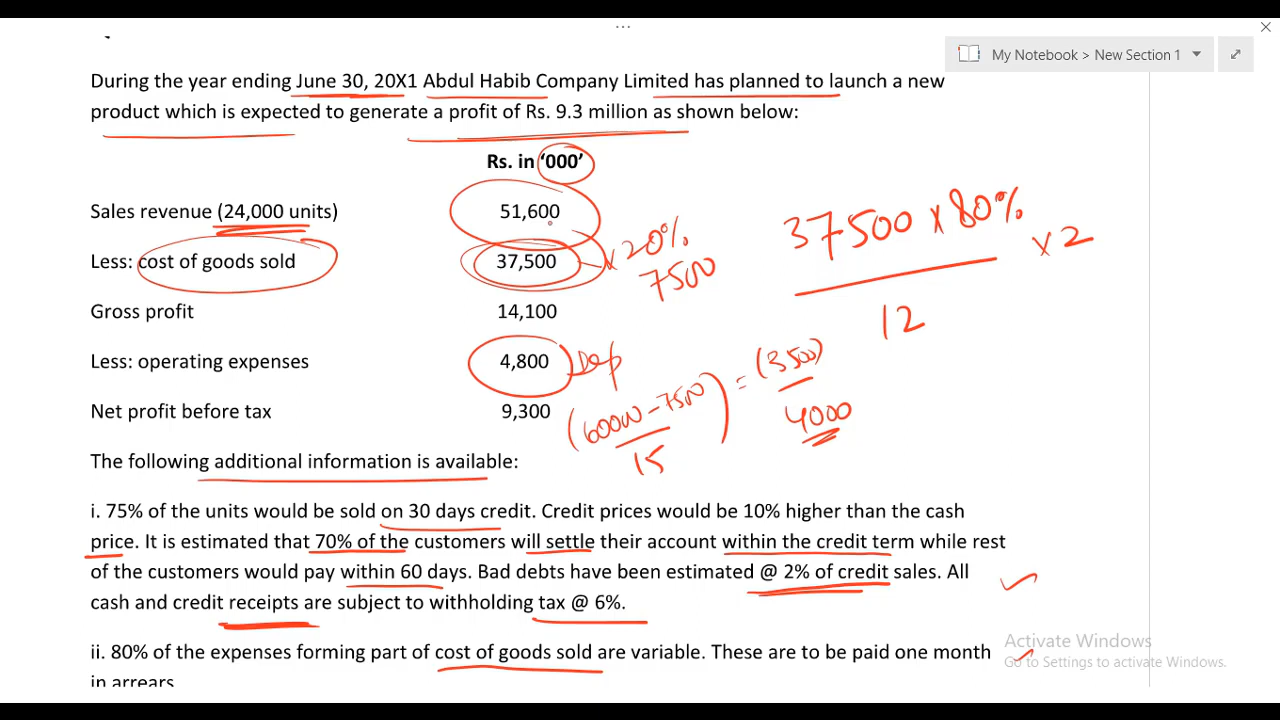 My Notebook > New Section 1
During the year ending June 30, 20X1 Abdul Habib Company Limited has planned to launch a new
product which is expected to generate a profit of Rs. 9.3 million as shown below:
Rs. in ‘000’
Sales revenue (24,000 units) 51,600
Less: cost of goods sold 37,500
x 20%
7500
37500 x 80% x 2
12
Gross profit 14,100
Less: operating expenses 4,800 Dep
Net profit before tax 9,300
(60000 - 7500) = (3500)
15
4000
The following additional information is available:
i. 75% of the units would be sold on 30 days credit. Credit prices would be 10% higher than the cash
price. It is estimated that 70% of the customers will settle their account within the credit term while rest
of the customers would pay within 60 days. Bad debts have been estimated @ 2% of credit sales. All
cash and credit receipts are subject to withholding tax @ 6%.
ii. 80% of the expenses forming part of cost of goods sold are variable. These are to be paid one month
in arrears
Activate Windows
Go to Settings to activate Windows.